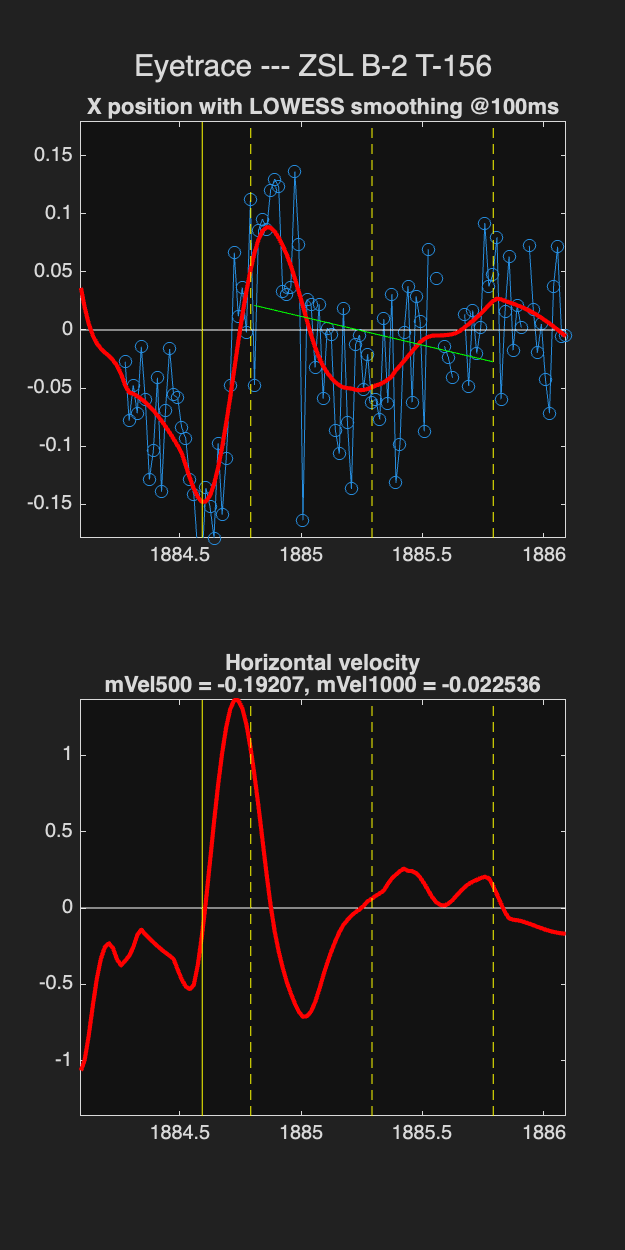 Eyetrace --- ZSL B-2 T-156
X position with LOWESS smoothing @100ms
0.15
0.1
0.05
0
-0.05
-0.1
-0.15
1884.5 1885 1885.5 1886
Horizontal velocity
mVel500 = -0.19207, mVel1000 = -0.022536
1
0.5
0
-0.5
-1
1884.5 1885 1885.5 1886